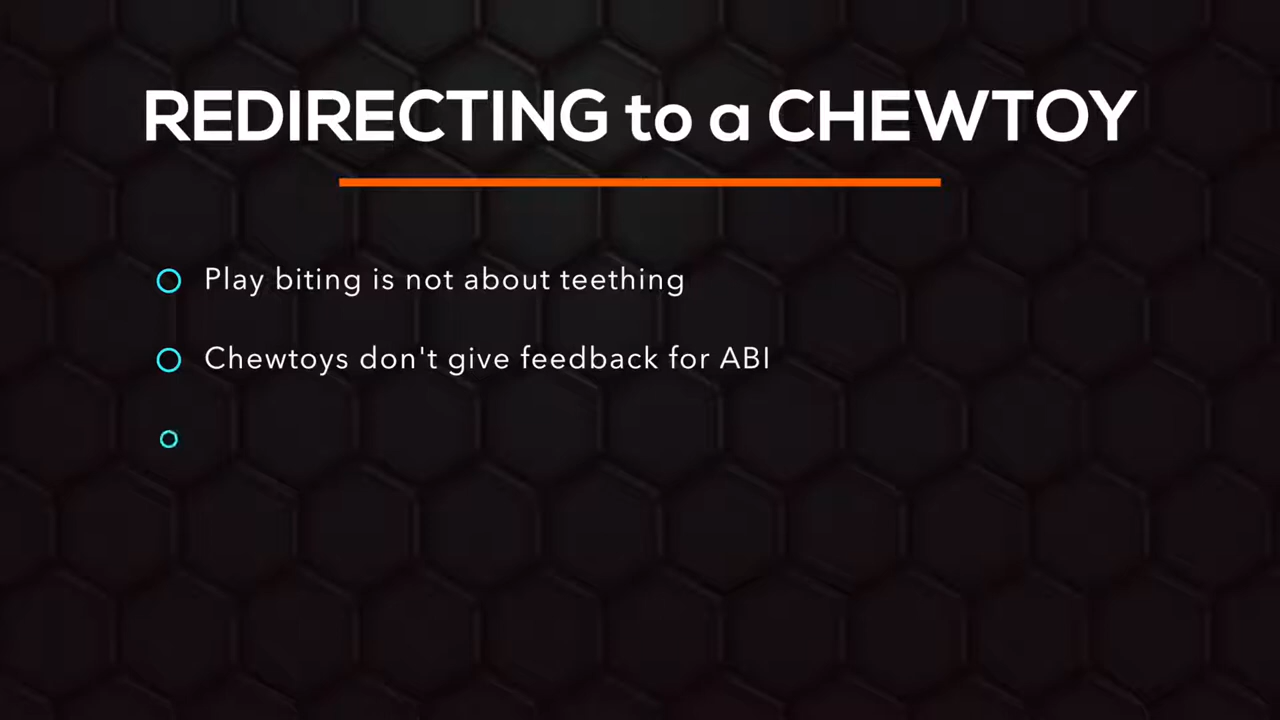 REDIRECTING to a CHEWTOY
Play biting is not about teething
Chewtoys don't give feedback for ABI